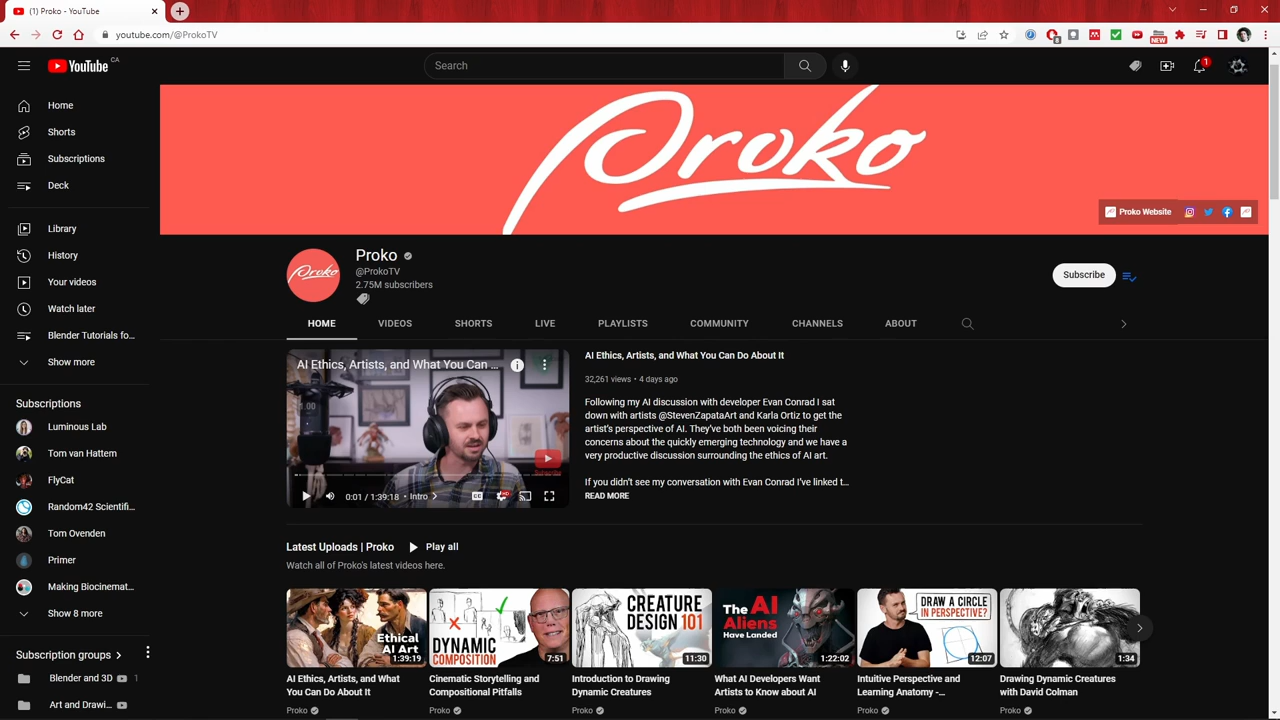 (1) Proko - YouTube
youtube.com/@ProkoTV
8
NEW
YouTube
CA
Search
1
Home
Shorts
Subscriptions
Deck
Library
History
Your videos
Watch later
Blender Tutorials fo...
Show more
Subscriptions
Luminous Lab
Tom van Hattem
FlyCat
Random42 Scientifi...
Tom Ovenden
Primer
Making Biocinemat...
Show 8 more
Subscription groups
Blender and 3D
1
Art and Drawi...
Proko
Proko Website
Proko
Proko
@ProkoTV
2.75M subscribers
Subscribe
HOME
VIDEOS
SHORTS
LIVE
PLAYLISTS
COMMUNITY
CHANNELS
ABOUT
AI Ethics, Artists, and What You Can ...
1.00
Subscribe
0:01 / 1:39:18 • Intro
CC
HD
AI Ethics, Artists, and What You Can Do About It
32,261 views • 4 days ago
Following my AI discussion with developer Evan Conrad I sat
down with artists @StevenZapataArt and Karla Ortiz to get the
artist's perspective of AI. They've both been voicing their
concerns about the quickly emerging technology and we have a
very productive discussion surrounding the ethics of AI art.
If you didn't see my conversation with Evan Conrad I've linked t...
READ MORE
Latest Uploads | Proko
Play all
Watch all of Proko's latest videos here.
Ethical
AI Art
1:39:19
AI Ethics, Artists, and What
You Can Do About It
Proko
DYNAMIC
COMPOSITION
7:51
Cinematic Storytelling and
Compositional Pitfalls
Proko
CREATURE
DESIGN 101
11:30
Introduction to Drawing
Dynamic Creatures
Proko
The AI
Aliens
Have Landed
1:22:02
What AI Developers Want
Artists to Know about AI
Proko
DRAW A CIRCLE
IN PERSPECTIVE?
12:07
Intuitive Perspective and
Learning Anatomy -...
Proko
1:34
Drawing Dynamic Creatures
with David Colman
Proko